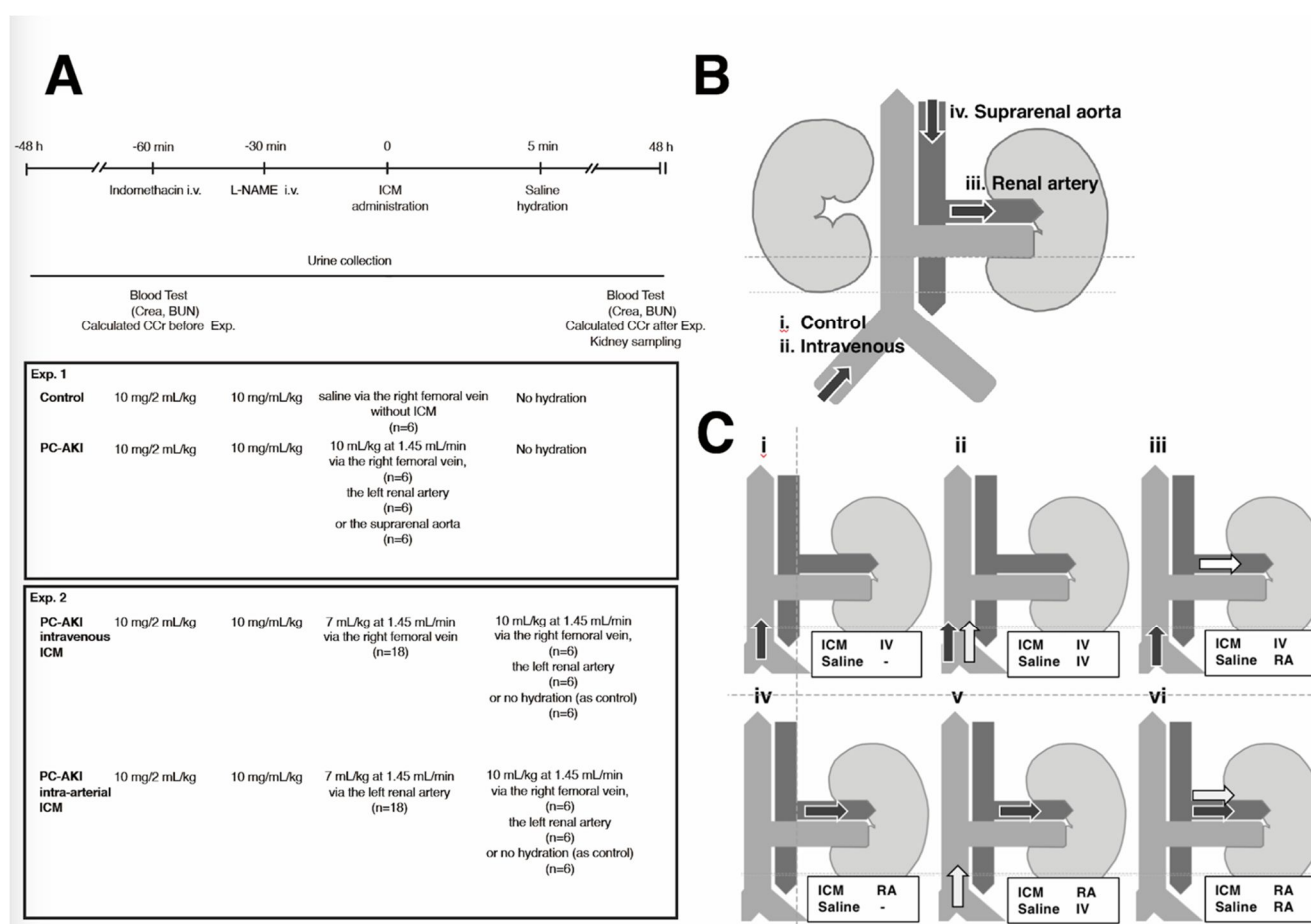 A
-48 h
-60 min
-30 min
0
5 min
48 h
Indomethacin i.v.
L-NAME i.v.
ICM
administration
Saline
hydration
Urine collection
Blood Test
(Crea, BUN)
Calculated CCr before Exp.
Blood Test
(Crea, BUN)
Calculated CCr after Exp.
Kidney sampling
Exp. 1
Control
10 mg/2 mL/kg
10 mg/mL/kg
saline via the right femoral vein
without ICM
(n=6)
No hydration
PC-AKI
10 mg/2 mL/kg
10 mg/mL/kg
10 mL/kg at 1.45 mL/min
via the right femoral vein,
(n=6)
the left renal artery
(n=6)
or the suprarenal aorta
(n=6)
No hydration
Exp. 2
PC-AKI
intravenous
ICM
10 mg/2 mL/kg
10 mg/mL/kg
7 mL/kg at 1.45 mL/min
via the right femoral vein
(n=18)
10 mL/kg at 1.45 mL/min
via the right femoral vein,
(n=6)
the left renal artery
(n=6)
or no hydration (as control)
(n=6)
PC-AKI
intra-arterial
ICM
10 mg/2 mL/kg
10 mg/mL/kg
7 mL/kg at 1.45 mL/min
via the left renal artery
(n=18)
10 mL/kg at 1.45 mL/min
via the right femoral vein,
(n=6)
the left renal artery
(n=6)
or no hydration (as control)
(n=6)
B
iv. Suprarenal aorta
iii. Renal artery
i. Control
ii. Intravenous
C
i
ICM IV
Saline -
ii
ICM IV
Saline IV
iii
ICM IV
Saline RA
iv
ICM RA
Saline -
v
ICM RA
Saline IV
vi
ICM RA
Saline RA